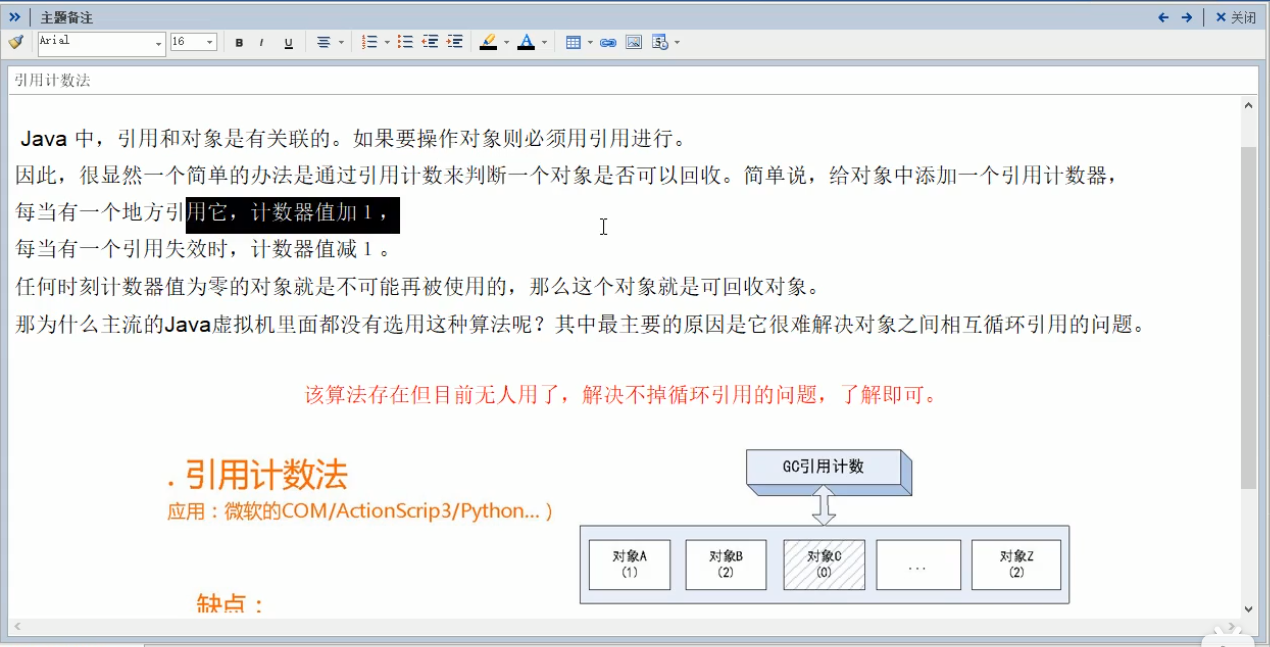 主题备注
关闭
Arial
16
B I U
引用计数法
Java 中，引用和对象是有关联的。如果要操作对象则必须用引用进行。
因此，很显然一个简单的办法是通过引用计数来判断一个对象是否可以回收。简单说，给对象中添加一个引用计数器，
每当有一个地方引用它，计数器值加1，
每当有一个引用失效时，计数器值减1。
任何时刻计数器值为零的对象就是不可能再被使用的，那么这个对象就是可回收对象。
那为什么主流的Java虚拟机里面都没有选用这种算法呢？其中最主要的原因是它很难解决对象之间相互循环引用的问题。
该算法存在但目前无人用了，解决不掉循环引用的问题，了解即可。
. 引用计数法
应用：微软的COM/ActionScrip3/Python... ）
缺点：
GC引用计数
对象A
(1)
对象B
(2)
对象C
(0)
...
对象Z
(2)